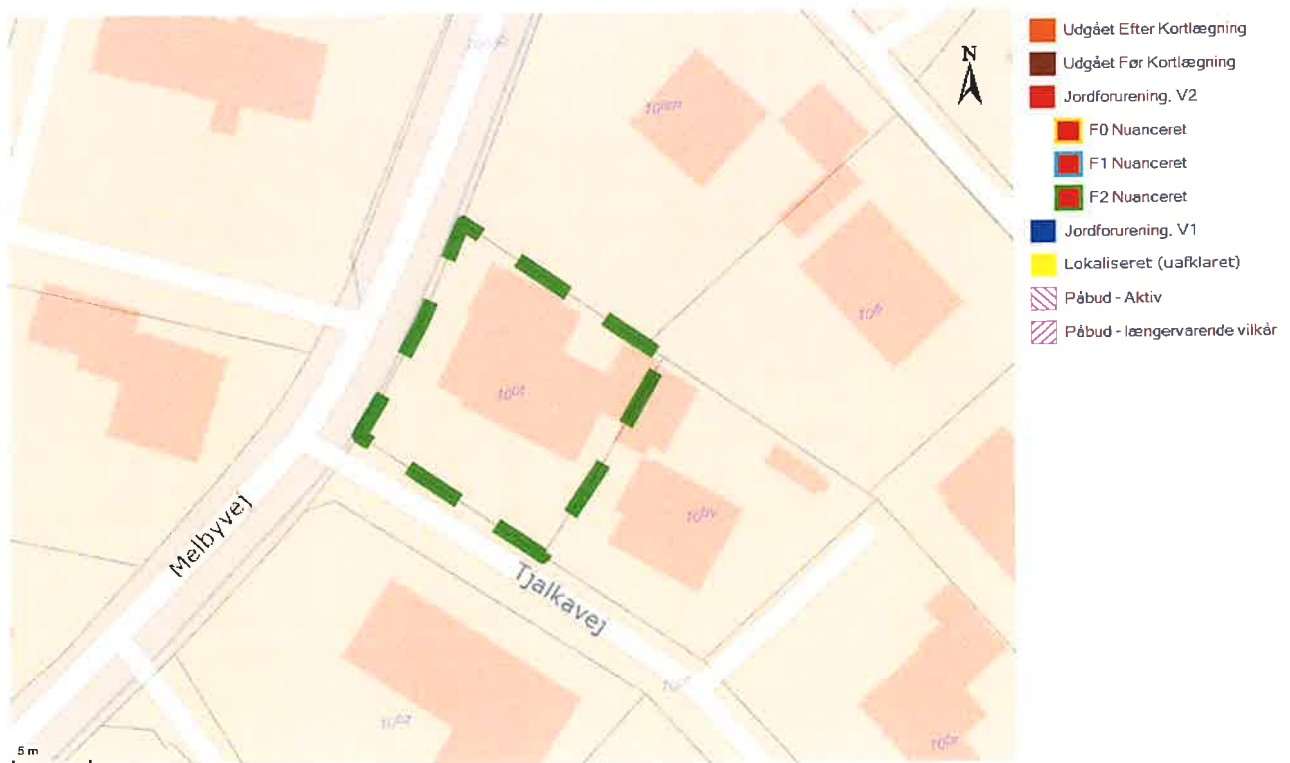 N
Udgået Efter Kortlægning
Udgået Før Kortlægning
Jordforurening, V2
F0 Nuanceret
F1 Nuanceret
F2 Nuanceret
Jordforurening, V1
Lokaliseret (uafklaret)
Påbud - Aktiv
Påbud - længervarende vilkår
Melbyvej
Tjalkavej
5 m